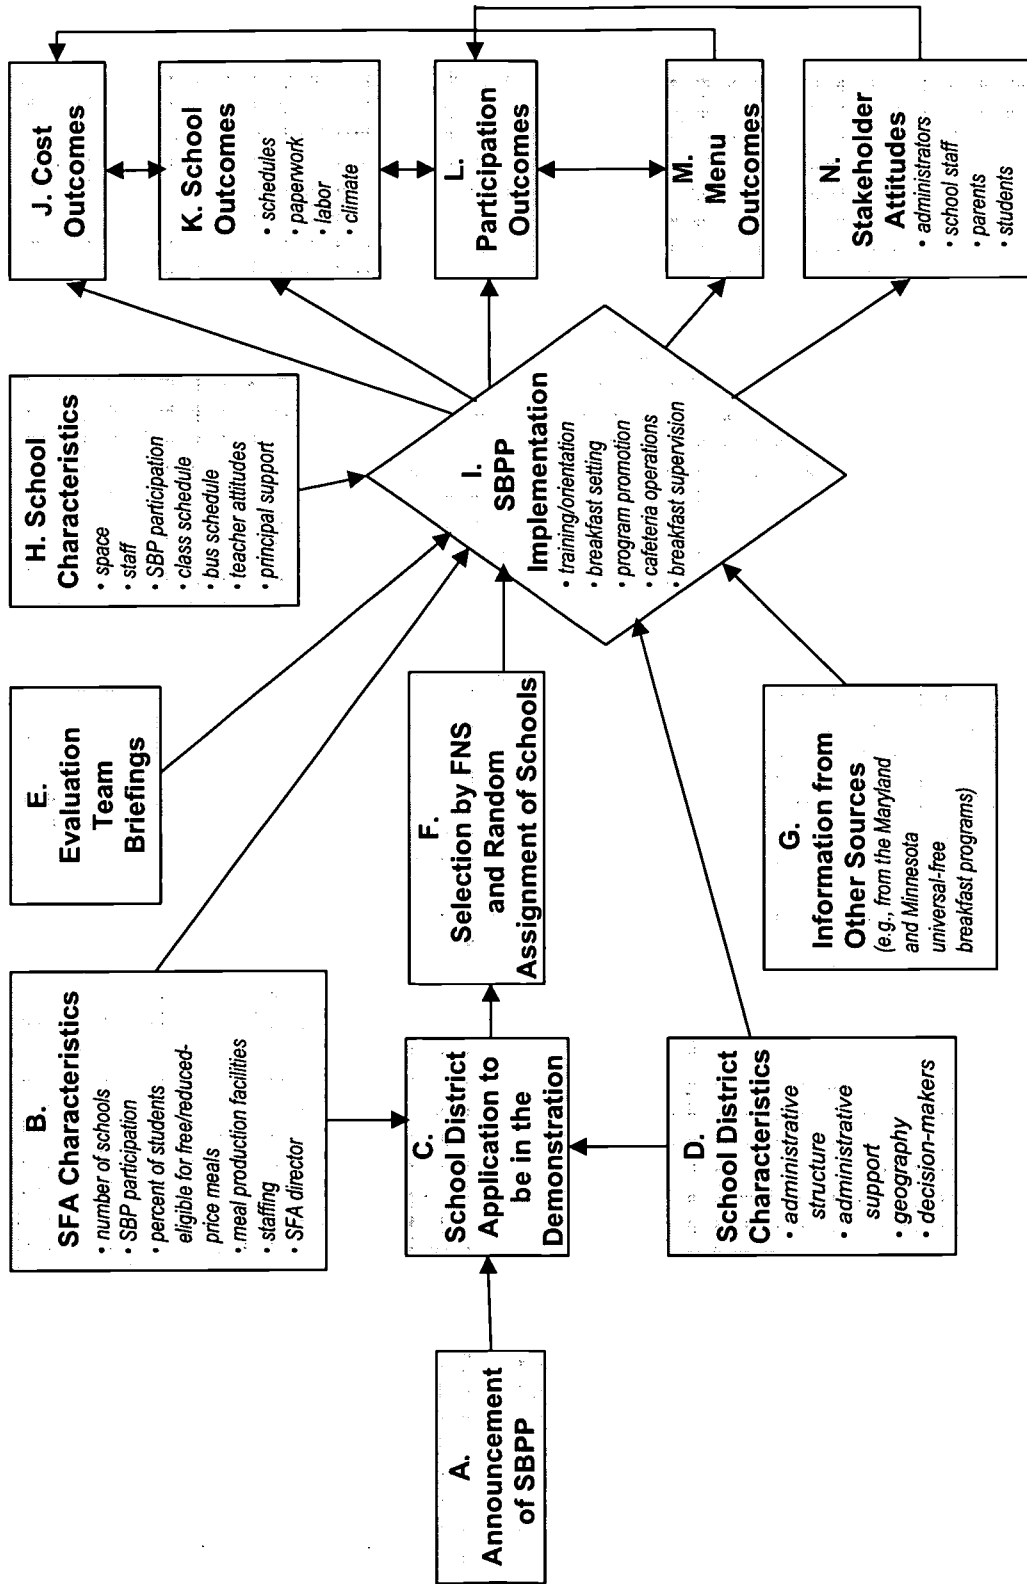 A.
Announcement
of SBPP
B.
SFA Characteristics
• number of schools
• SBP participation
• percent of students
eligible for free/reduced-
price meals
• meal production facilities
• staffing
• SFA director
C.
School District
Application to
be in the
Demonstration
D.
School District
Characteristics
• administrative
structure
• administrative
support
• geography
• decision-makers
E.
Evaluation
Team
Briefings
F.
Selection by FNS
and Random
Assignment of Schools
G.
Information from
Other Sources
(e.g., from the Maryland
and Minnesota
universal-free
breakfast programs)
H. School
Characteristics
• space
• staff
• SBP participation
• class schedule
• bus schedule
• teacher attitudes
• principal support
I.
SBPP
Implementation
• training/orientation
• breakfast setting
• program promotion
• cafeteria operations
• breakfast supervision
J. Cost
Outcomes
K. School
Outcomes
• schedules
• paperwork
• labor
• climate
L.
Participation
Outcomes
M.
Menu
Outcomes
N.
Stakeholder
Attitudes
• administrators
• school staff
• parents
• students